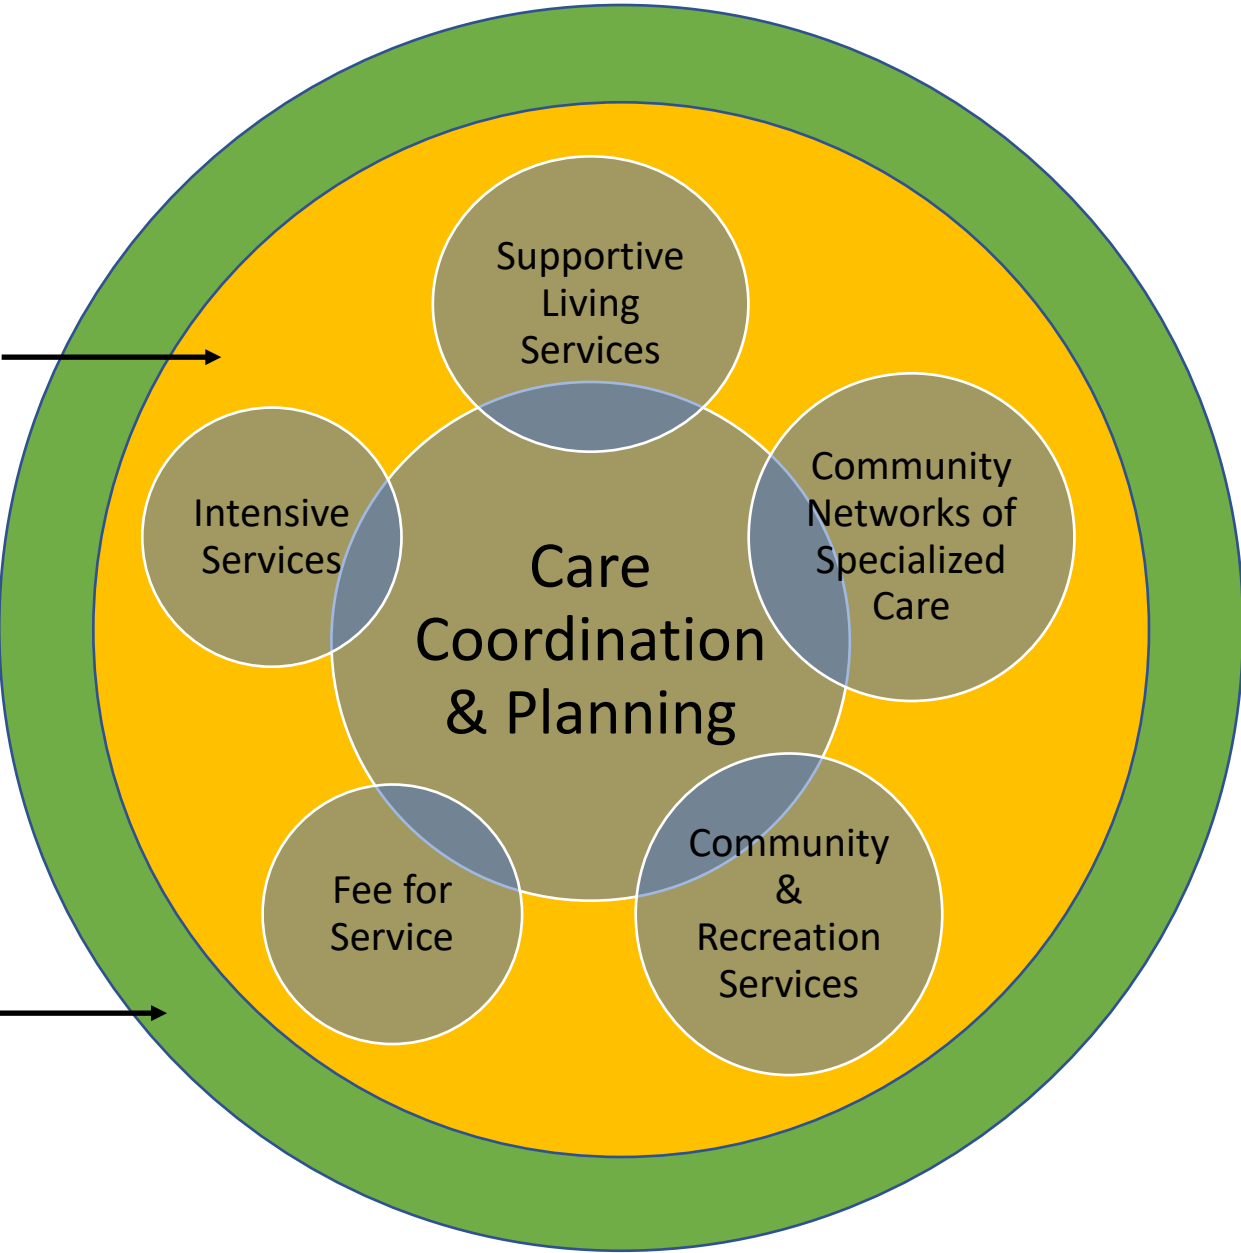 Supportive
Living
Services
Community
Networks of
Specialized
Care
Intensive
Services
Care
Coordination
& Planning
Community
&
Recreation
Services
Fee for
Service